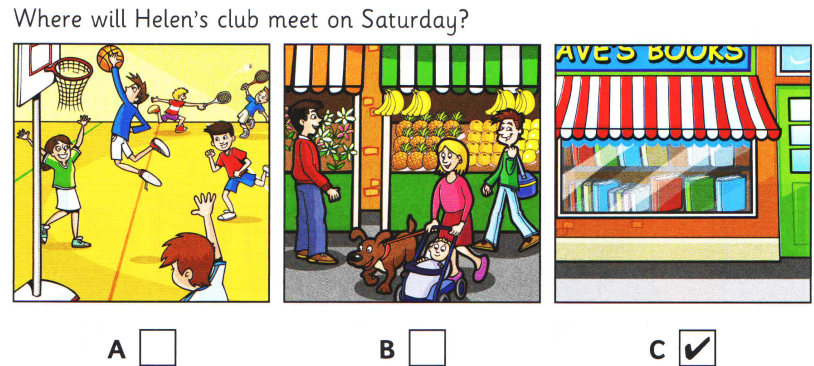 Where will Helen's club meet on Saturday?
AVE'S BOOKS
A
B
C ✔